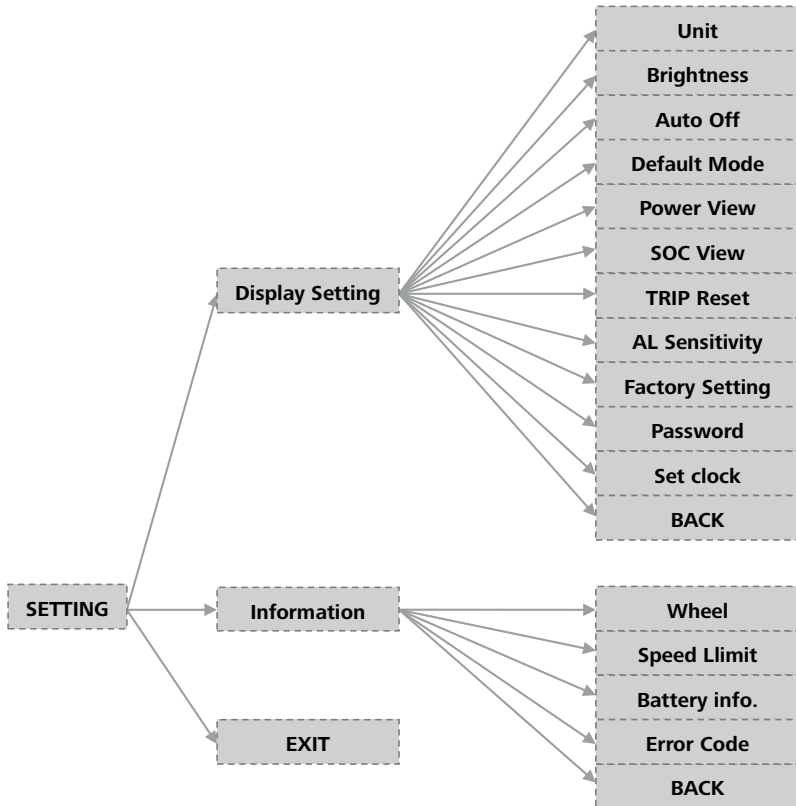 Unit
Brightness
Auto Off
Default Mode
Power View
SOC View
Display Setting
TRIP Reset
AL Sensitivity
Factory Setting
Password
Set clock
BACK
SETTING
Information
Wheel
Speed Llimit
Battery info.
EXIT
Error Code
BACK